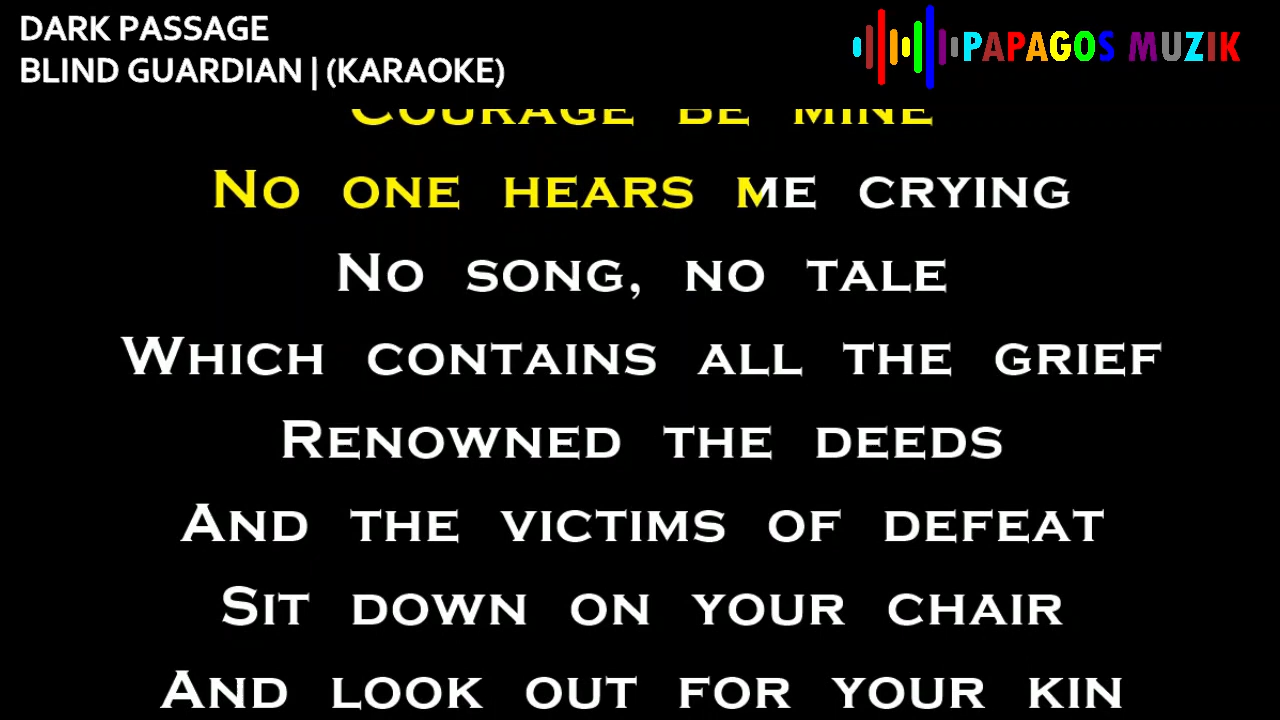 DARK PASSAGE
BLIND GUARDIAN | (KARAOKE)
PAPAGOS MUZIK
COURAGE BE MINE
NO ONE HEARS ME CRYING
NO SONG, NO TALE
WHICH CONTAINS ALL THE GRIEF
RENOWNED THE DEEDS
AND THE VICTIMS OF DEFEAT
SIT DOWN ON YOUR CHAIR
AND LOOK OUT FOR YOUR KIN